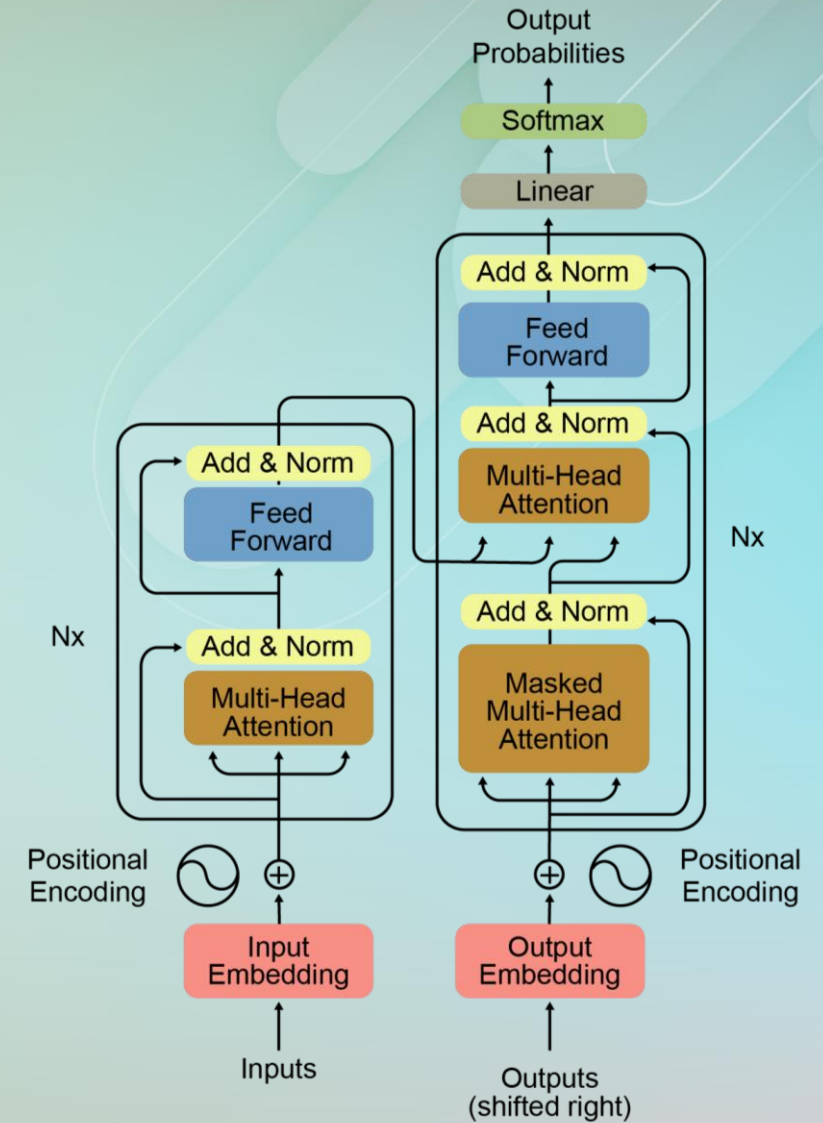 Output
Probabilities
Softmax
Linear
Add & Norm
Feed
Forward
Add & Norm
Multi-Head
Attention
Nx
Add & Norm
Masked
Multi-Head
Attention
Add & Norm
Feed
Forward
Nx
Add & Norm
Multi-Head
Attention
Positional
Encoding
Positional
Encoding
Input
Embedding
Output
Embedding
Inputs
Outputs
(shifted right)